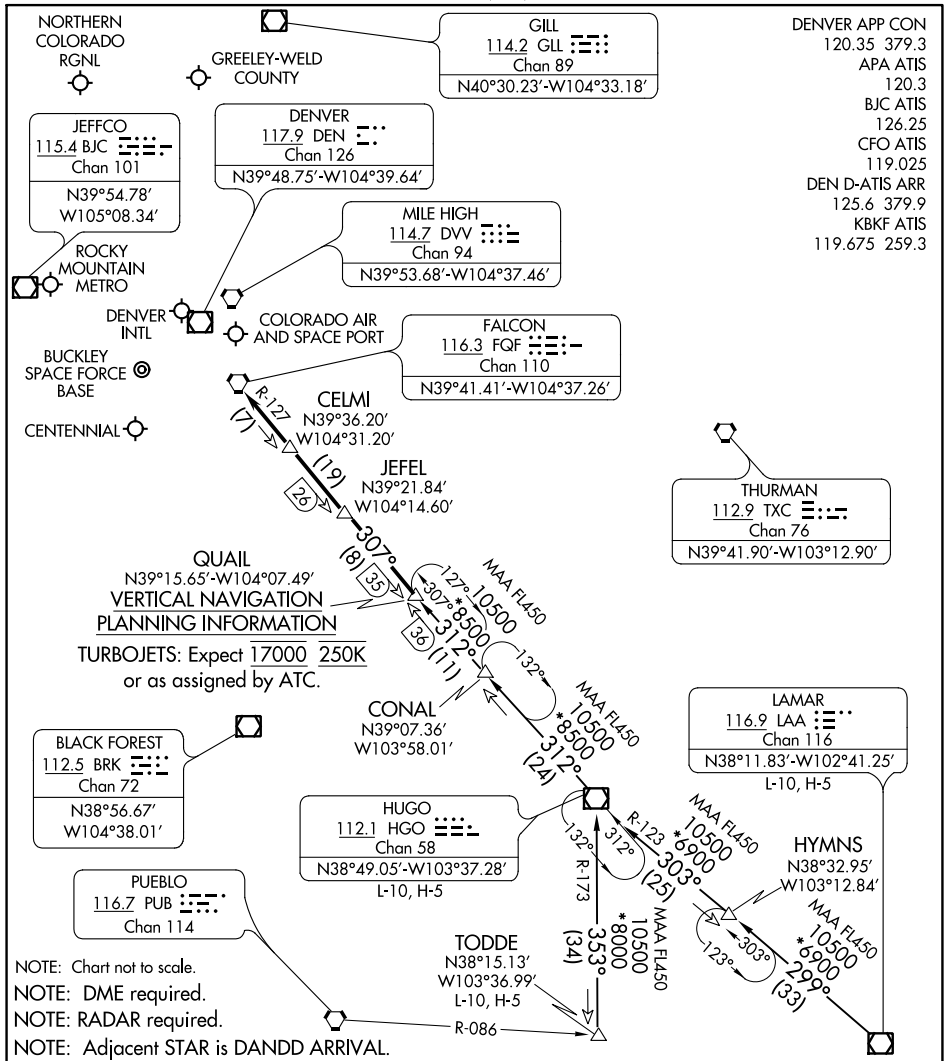 NORTHERN
COLORADO
RGNL
GREELEY-WELD
COUNTY
GILL
114.2 GLL
Chan 89
N40°30.23′-W104°33.18′
DENVER APP CON
120.35 379.3
APA ATIS
120.3
BJC ATIS
126.25
CFO ATIS
119.025
DEN D-ATIS ARR
125.6 379.9
KBKF ATIS
119.675 259.3
JEFFCO
115.4 BJC
Chan 101
N39°54.78′
W105°08.34′
DENVER
117.9 DEN
Chan 126
N39°48.75′-W104°39.64′
MILE HIGH
114.7 DVV
Chan 94
N39°53.68′-W104°37.46′
ROCKY
MOUNTAIN
METRO
DENVER
INTL
COLORADO AIR
AND SPACE PORT
BUCKLEY
SPACE FORCE
BASE
CENTENNIAL
FALCON
116.3 FQF
Chan 110
N39°41.41′-W104°37.26′
R-127
(7)
CELMI
N39°36.20′
W104°31.20′
(19)
26
JEFEL
N39°21.84′
W104°14.60′
THURMAN
112.9 TXC
Chan 76
N39°41.90′-W103°12.90′
307°
(8)
35
QUAIL
N39°15.65′-W104°07.49′
VERTICAL NAVIGATION
PLANNING INFORMATION
TURBOJETS: Expect 17000 250K
or as assigned by ATC.
127°
307°
MAA FL450
10500
*8500
312°
(11)
36
132°
CONAL
N39°07.36′
W103°58.01′
MAA FL450
10500
*8500
312°
(24)
LAMAR
116.9 LAA
Chan 116
N38°11.83′-W102°41.25′
L-10, H-5
BLACK FOREST
112.5 BRK
Chan 72
N38°56.67′
W104°38.01′
HUGO
112.1 HGO
Chan 58
N38°49.05′-W103°37.28′
L-10, H-5
132°
312°
R-123
MAA FL450
10500
*6900
303°
(25)
HYMNS
N38°32.95′
W103°12.84′
303°
123°
MAA FL450
10500
*6900
299°
(33)
PUEBLO
116.7 PUB
Chan 114
R-173
MAA FL450
10500
*8000
353°
(34)
TODDE
N38°15.13′
W103°36.99′
L-10, H-5
R-086
NOTE: Chart not to scale.
NOTE: DME required.
NOTE: RADAR required.
NOTE: Adjacent STAR is DANDD ARRIVAL.